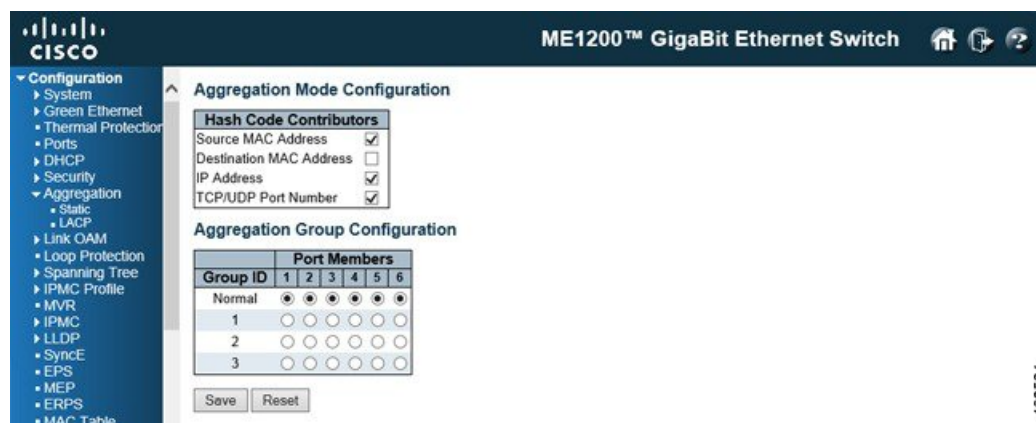 CISCO
ME1200™ GigaBit Ethernet Switch
Configuration
System
Green Ethernet
Thermal Protection
Ports
DHCP
Security
Aggregation
Static
LACP
Link OAM
Loop Protection
Spanning Tree
IPMC Profile
MVR
IPMC
LLDP
SyncE
EPS
MEP
ERPS
MAC Table
Aggregation Mode Configuration
Hash Code Contributors
Source MAC Address
Destination MAC Address
IP Address
TCP/UDP Port Number
Aggregation Group Configuration
Port Members
Group ID 1 2 3 4 5 6
Normal
1
2
3
Save Reset